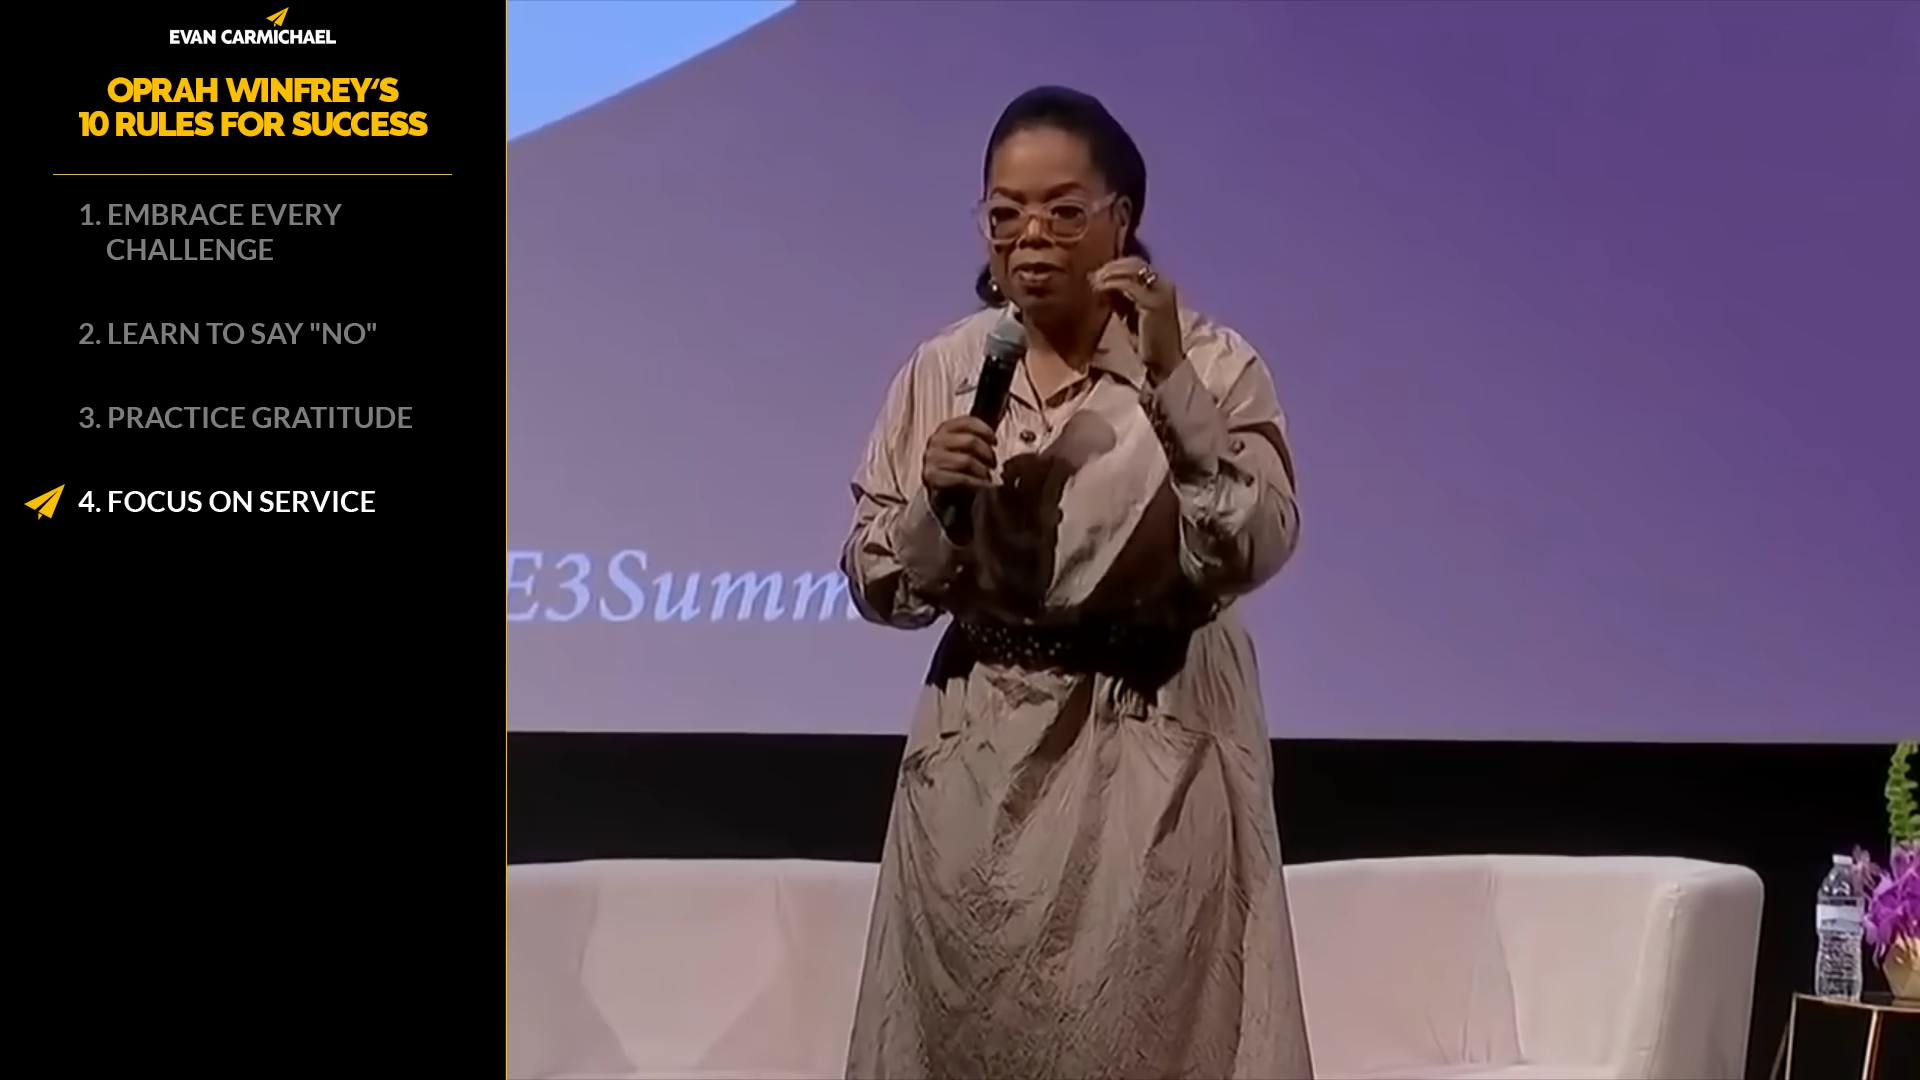 EVAN CARMICHAEL
OPRAH WINFREY'S
10 RULES FOR SUCCESS
1. EMBRACE EVERY
CHALLENGE
2. LEARN TO SAY "NO"
3. PRACTICE GRATITUDE
4. FOCUS ON SERVICE
E3Summ